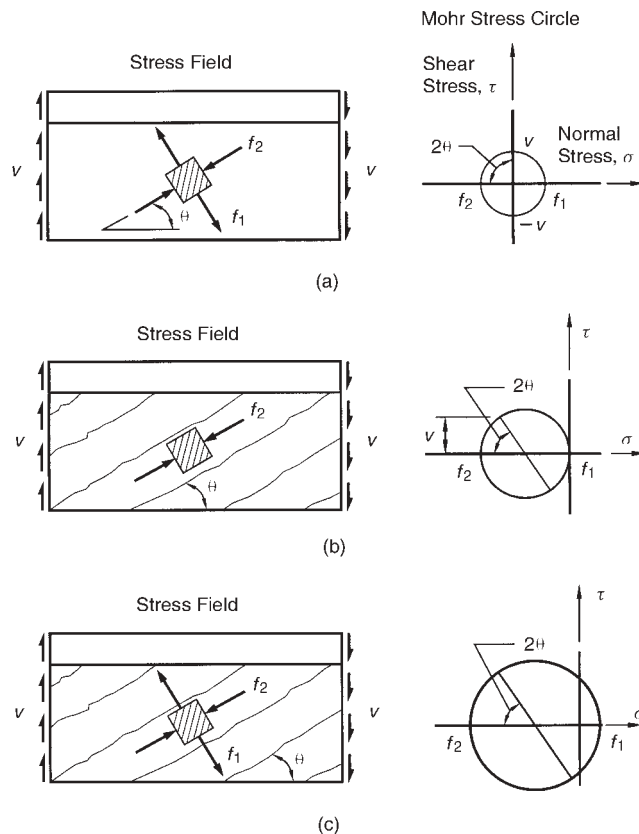 Mohr Stress Circle
Stress Field
Shear
Stress, τ
v
v
f₂
θ
f₁
2θ
v
Normal
Stress, σ
f₂
f₁
−v
(a)
Stress Field
v
v
f₂
θ
τ
2θ
v
σ
f₂
f₁
(b)
Stress Field
v
v
f₂
f₁
θ
τ
2θ
σ
f₂
f₁
(c)